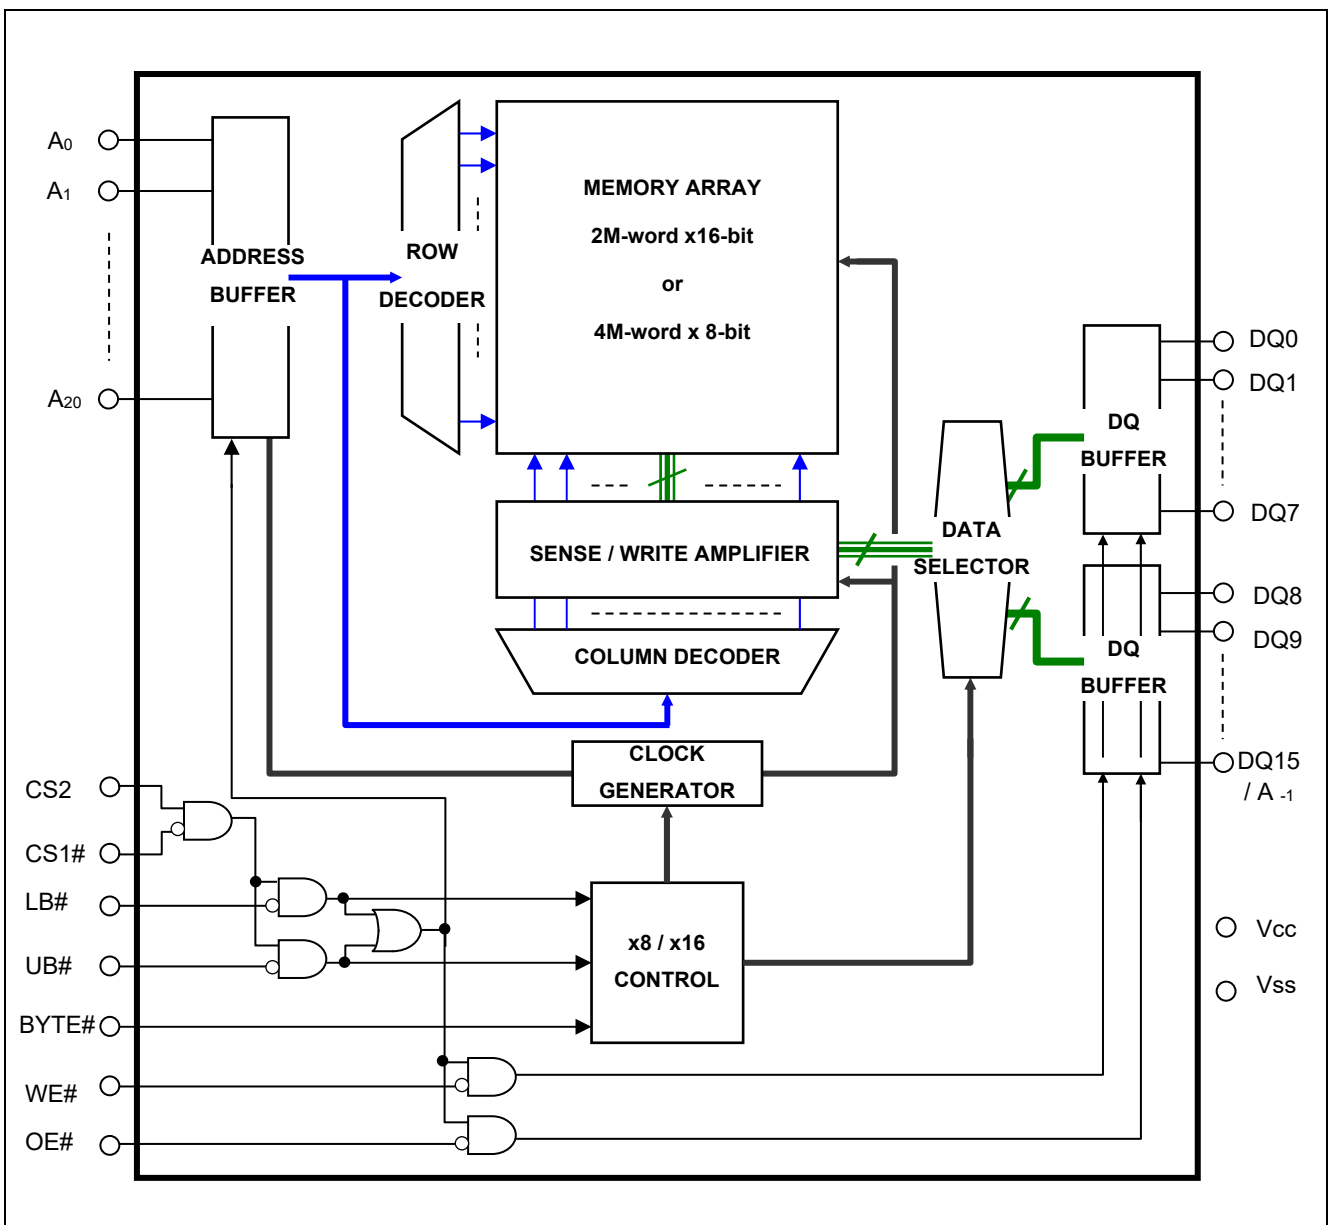 A0
A1
A20
ADDRESS
BUFFER
ROW
DECODER
MEMORY ARRAY
2M-word x16-bit
or
4M-word x 8-bit
SENSE / WRITE AMPLIFIER
COLUMN DECODER
CLOCK
GENERATOR
DATA
SELECTOR
DQ
BUFFER
DQ
BUFFER
DQ0
DQ1
DQ7
DQ8
DQ9
DQ15
/ A -1
CS2
CS1#
LB#
UB#
BYTE#
WE#
OE#
x8 / x16
CONTROL
Vcc
Vss